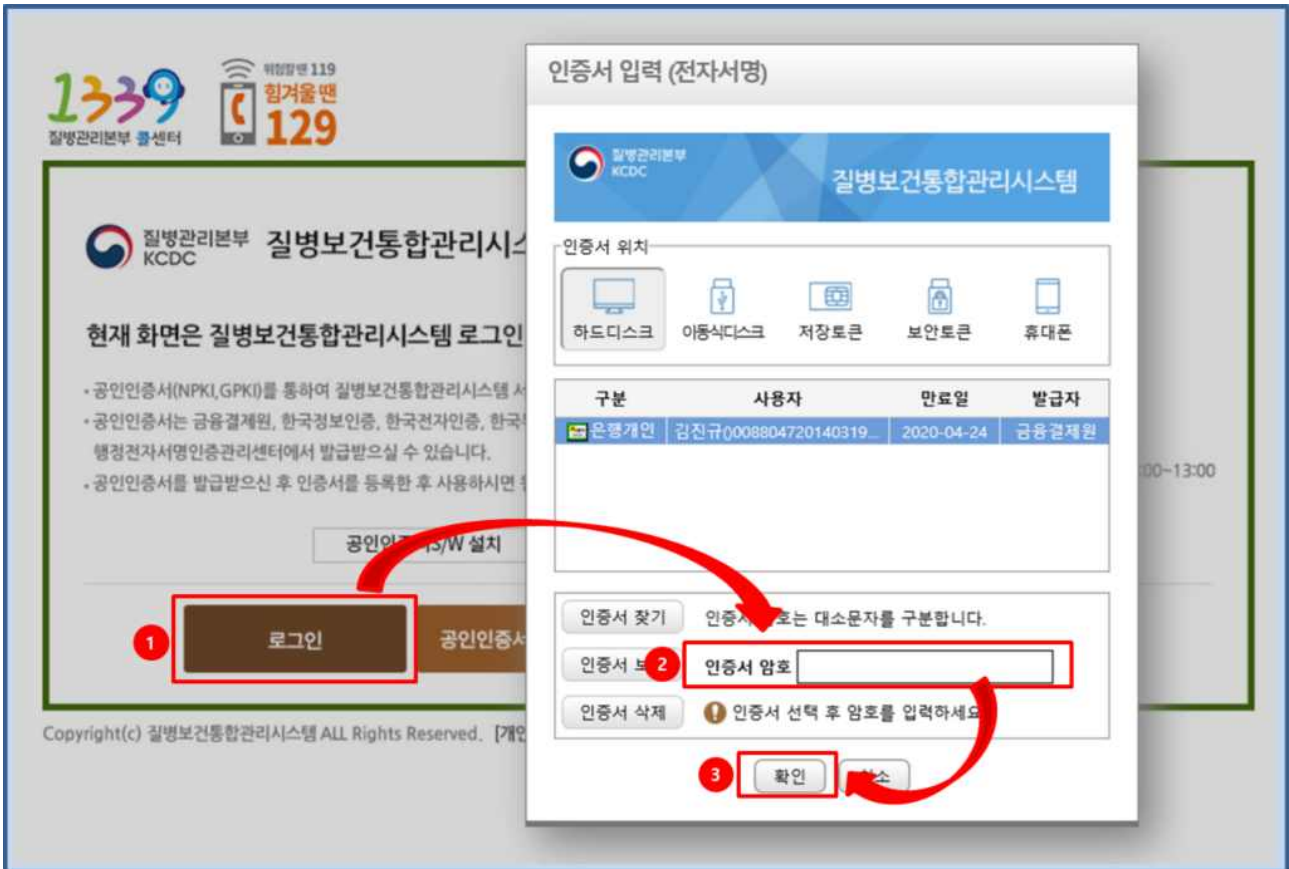 1339
질병관리본부 콜센터
위험할땐 119
힘겨울땐
129
질병관리본부
KCDC
질병보건통합관리시스
현재 화면은 질병보건통합관리시스템 로그인
• 공인인증서(NPKI,GPKI)를 통하여 질병보건통합관리시스템 서
• 공인인증서는 금융결제원, 한국정보인증, 한국전자인증, 한국
행정전자서명인증관리센터에서 발급받으실 수 있습니다.
• 공인인증서를 발급받으신 후 인증서를 등록한 후 사용하시면
:00~13:00
S/W 설치
1
로그인
공인인증서
Copyright(c) 질병보건통합관리시스템 ALL Rights Reserved. [개인
인증서 입력 (전자서명)
질병관리본부
KCDC
질병보건통합관리시스템
인증서 위치
하드디스크 이동식디스크 저장토큰 보안토큰 휴대폰
구분 사용자 만료일 발급자
은행개인 김진규()0008804720140319... 2020-04-24 금융결제원
인증서 찾기 인증서 암호는 대소문자를 구분합니다.
인증서 보 2 인증서 암호
인증서 삭제 인증서 선택 후 암호를 입력하세요
3 확인 취소